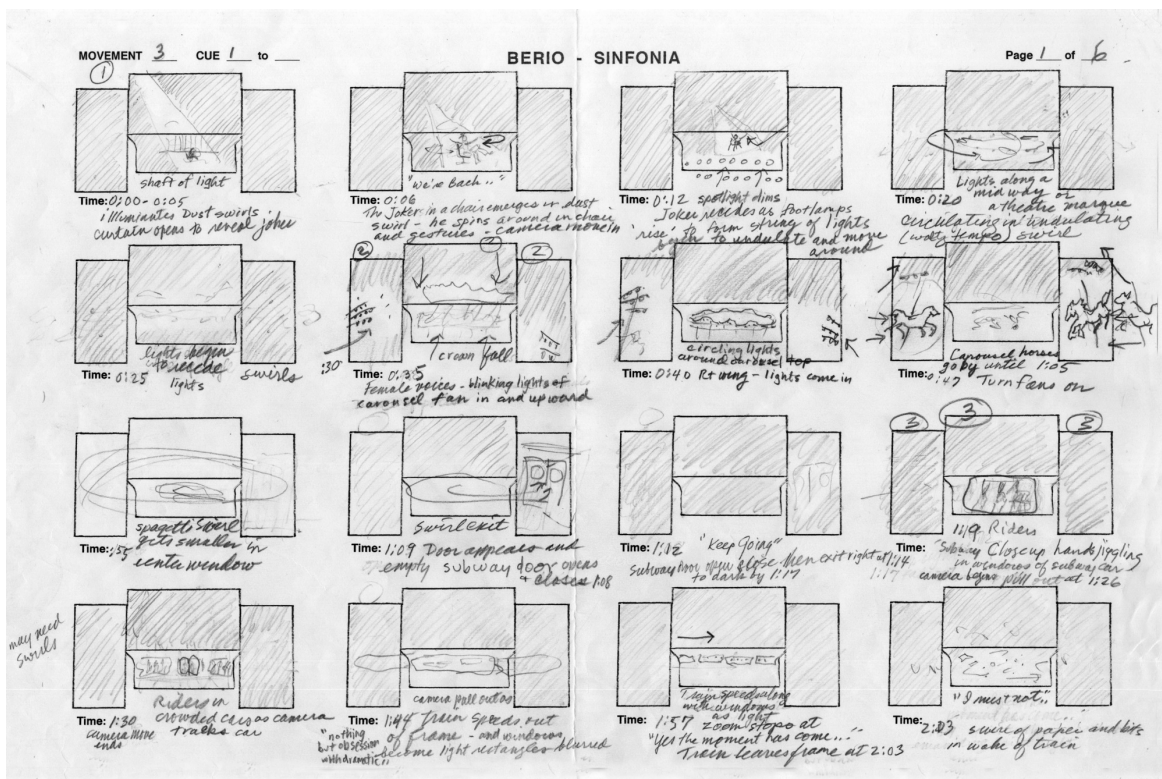 MOVEMENT 3 CUE 1 to
BERIO - SINFONIA
Page 1 of 6
1
shaft of light
Time: 0:00 - 0:05
illuminates Dust swirls
curtain opens to reveal joker
"We're Back.."
Time: 0:06
The Joker in a chair emerges in dust
swirl - he spins around in chair
and gestures - camera move in
Time: 0:12 spotlight dims
Joker recedes as footlamps
'rise' to form string of lights
begin to undulate and move
around
Lights along a
Time: 0:20 midway or
a theatre marque
circulating in undulating
swirl
lights begin
to recede
Time: 0:25 lights
swirls
2
2
2
:30
crown fall
Time: 0:35
Female voices - blinking lights of
carousel fan in and upward
circling lights
around carousel top
Time: 0:40 Rt wing - lights come in
Carousel horses
go by until 1:05
Time: :47 Turn fans on
spagetti swirl
gets smaller in
Time: :55 center window
swirl exit
Time: 1:09 Door appears and
empty subway door opens
+ closes 1:08
Time: 1:12 "Keep Going"
Subway Door open close then exit right at 1:14
to dark by 1:17
1:17
3
3
3
1:19 Riders
Time: "Subway Closeup hands jiggling
in windows of subway car
camera begins pull out at 1:26
may need
swirls
Riders in
Time: 1:30 crowded cars as camera
camera move tracks car
ends
camera pull out as
Time: 1:44 train speeds out
of frame - and windows
"nothing
but obsession
with dramatic.."
become light rectangles blurred
Train speeds along
with windows
as light
Time: 1:57 zoom stops at
"Yes the moment has come..."
Train leaves frame at 2:03
"I must not.."
Time: 2:03 swirl of paper and bits
in wake of train